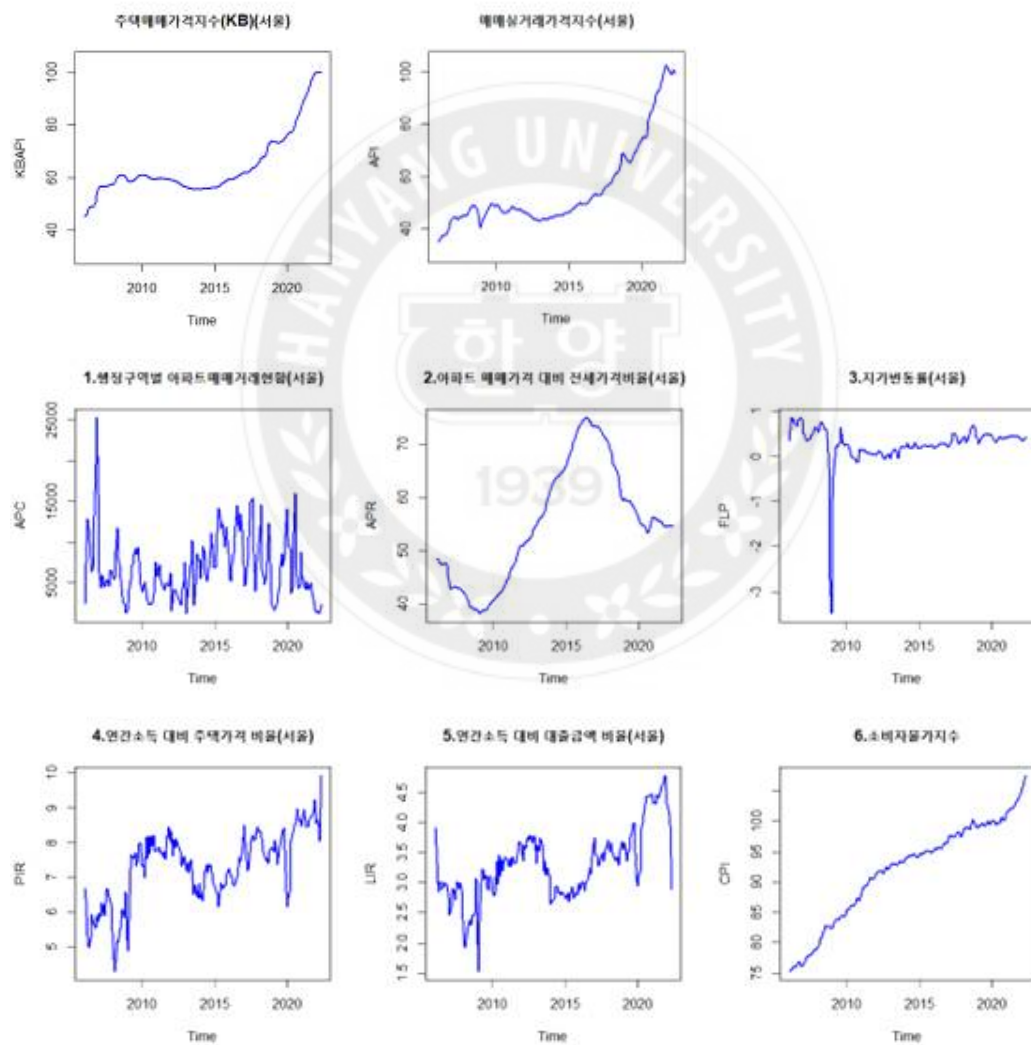 주택매매가격지수(KB)(서울)
매매실거래가격지수(서울)
KBAPI
40 60 80 100
2010 2015 2020
Time
API
40 60 80 100
2010 2015 2020
Time
HANYANG UNIVERSITY
한양
1939
1.행정구역별 아파트매매거래현황(서울)
2.아파트 매매가격 대비 전세가격비율(서울)
3.지가변동률(서울)
APC
5000 15000 25000
2010 2015 2020
Time
APR
40 50 60 70
2010 2015 2020
Time
FLP
-3 -2 -1 0 1
2010 2015 2020
Time
4.연간소득 대비 주택가격 비율(서울)
5.연간소득 대비 대출금액 비율(서울)
6.소비자물가지수
PIR
5 6 7 8 9 10
2010 2015 2020
Time
LIR
1.5 2.0 2.5 3.0 3.5 4.0 4.5
2010 2015 2020
Time
CPI
75 80 85 90 95 100
2010 2015 2020
Time